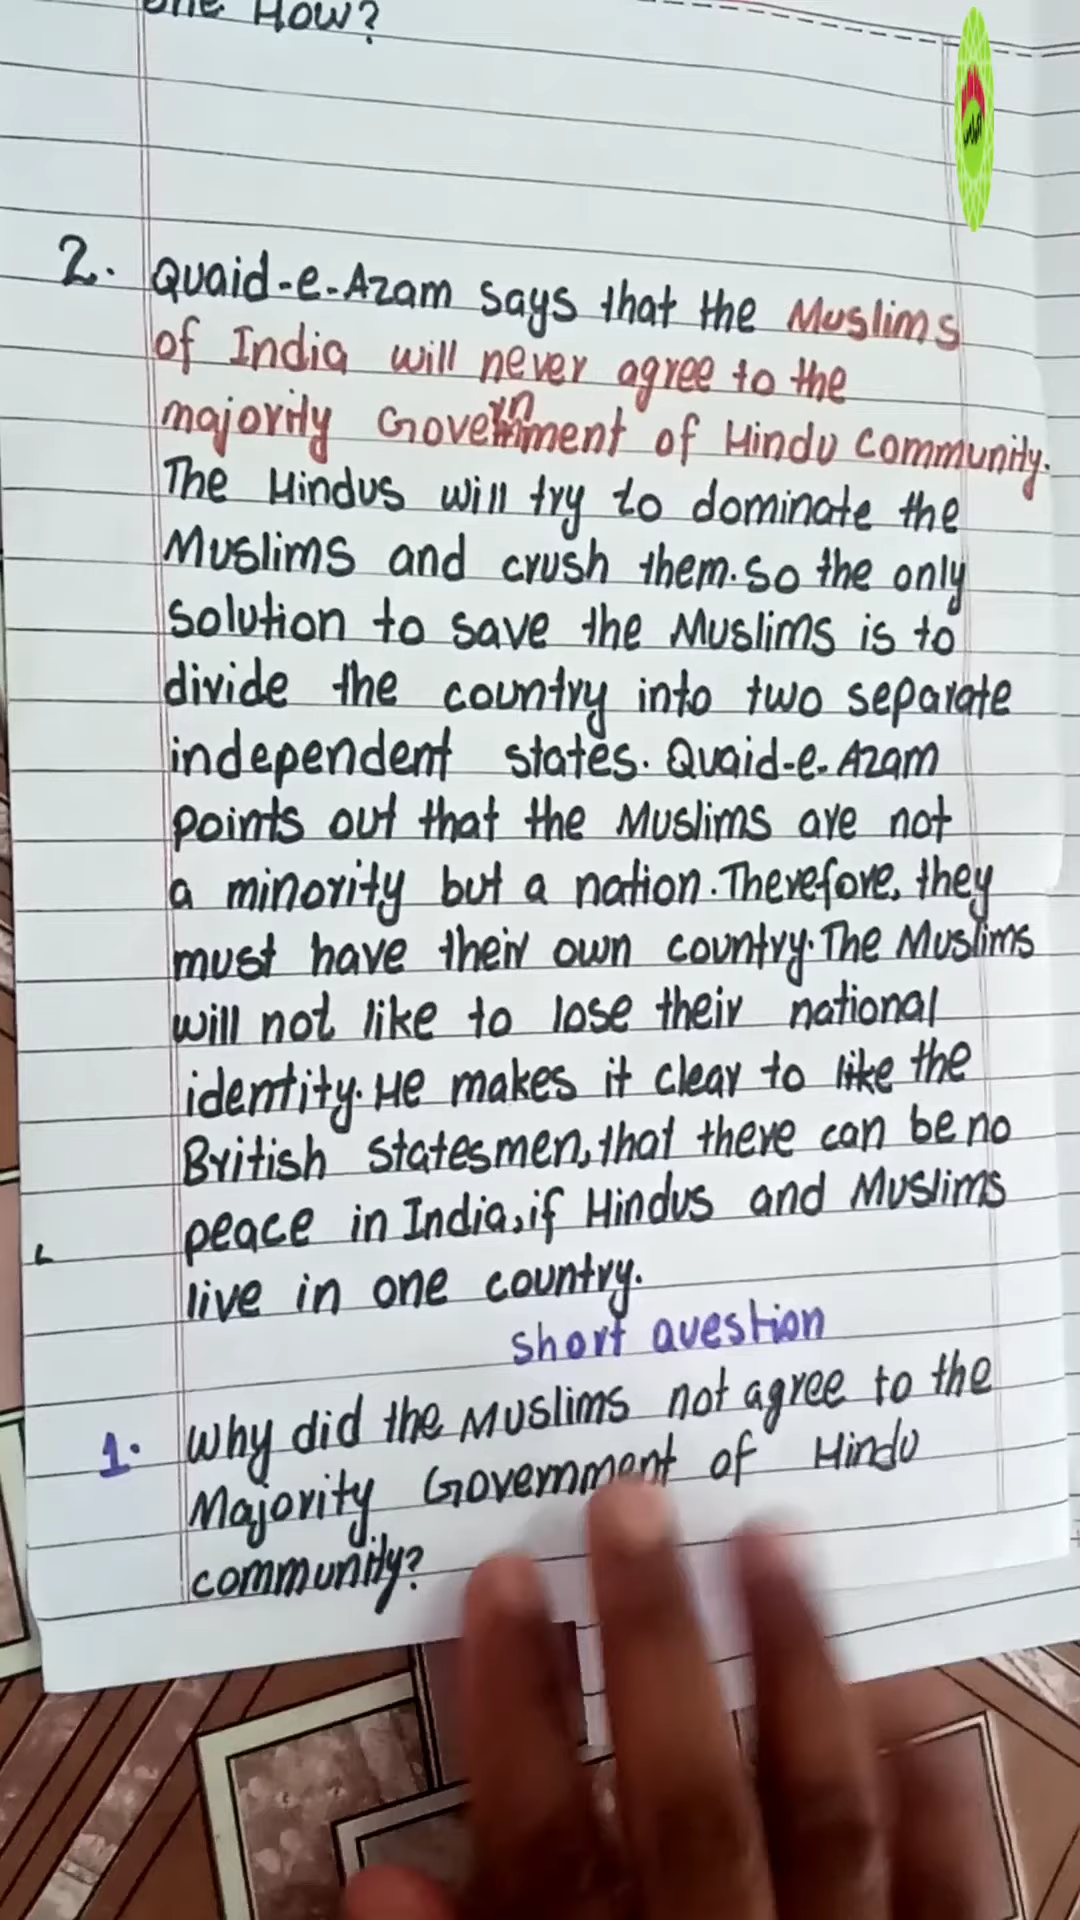 one How?
2. Quaid-e-Azam says that the Muslims
of India will never agree to the
majority Government of Hindu Community.
The Hindus will try to dominate the
Muslims and crush them. So the only
solution to save the Muslims is to
divide the country into two separate
independent states. Quaid-e-Azam
points out that the Muslims are not
a minority but a nation. Therefore, they
must have their own country. The Muslims
will not like to lose their national
identity. He makes it clear to like the
British statesmen, that there can be no
peace in India, if Hindus and Muslims
live in one country.
short question
1. Why did the Muslims not agree to the
Majority Government of Hindu
community?